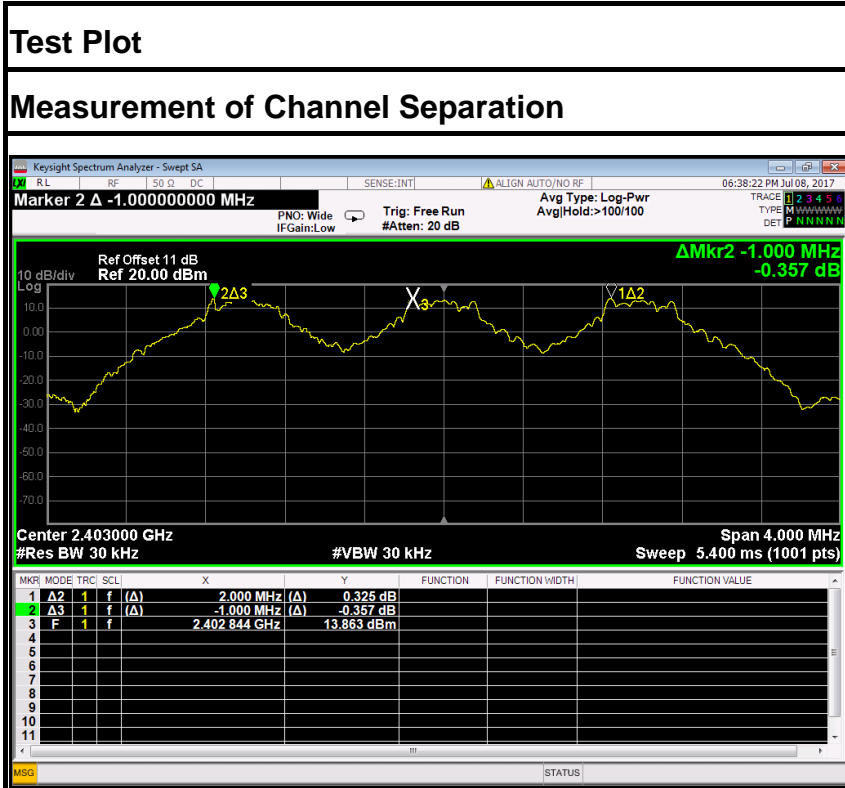 Test Plot
Measurement of Channel Separation
Keysight Spectrum Analyzer - Swept SA
LXI RL RF 50 Ω DC SENSE:INT ALIGN AUTO/NO RF 06:38:22 PM Jul 08, 2017
Marker 2 Δ -1.000000000 MHz
PNO: Wide Trig: Free Run Avg Type: Log-Pwr TRACE 1 2 3 4 5 6
IFGain:Low #Atten: 20 dB Avg|Hold:>100/100 TYPE M WWWWW
DET P N N N N N
ΔMkr2 -1.000 MHz
-0.357 dB
Ref Offset 11 dB
10 dB/div Ref 20.00 dBm
Log
2Δ3 3 1Δ2
10.0
0.00
-10.0
-20.0
-30.0
-40.0
-50.0
-60.0
-70.0
Center 2.403000 GHz Span 4.000 MHz
#Res BW 30 kHz #VBW 30 kHz Sweep 5.400 ms (1001 pts)
MKR MODE TRC SCL X Y FUNCTION FUNCTION WIDTH FUNCTION VALUE
1 Δ2 1 f (Δ) 2.000 MHz (Δ) 0.325 dB
2 Δ3 1 f (Δ) -1.000 MHz (Δ) -0.357 dB
3 F 1 f 2.402 844 GHz 13.863 dBm
4
5
6
7
8
9
10
11
MSG STATUS